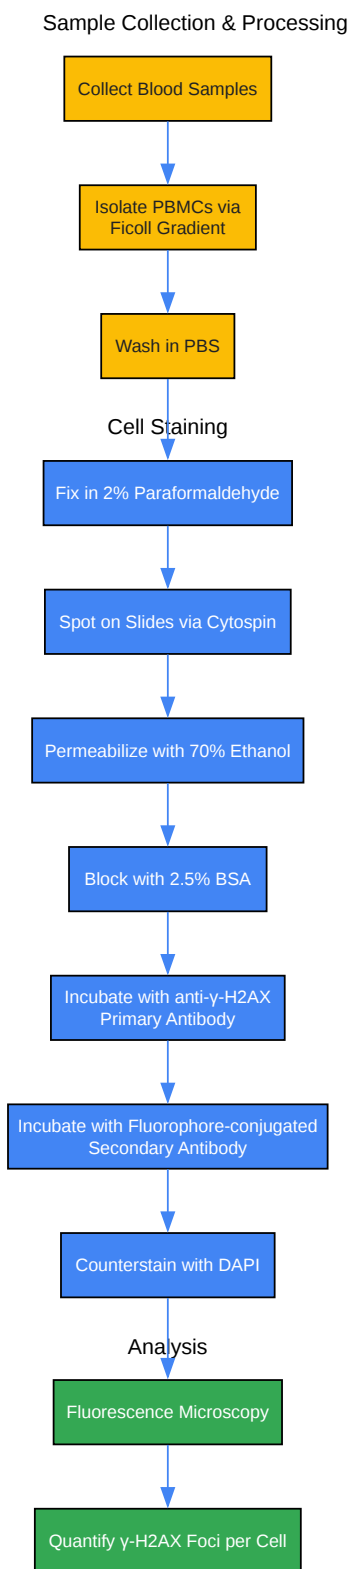 Sample Collection & Processing
Collect Blood Samples
Isolate PBMCs via
Ficoll Gradient
Wash in PBS
Cell Staining
Fix in 2% Paraformaldehyde
Spot on Slides via Cytospin
Permeabilize with 70% Ethanol
Block with 2.5% BSA
Incubate with anti-γ-H2AX
Primary Antibody
Incubate with Fluorophore-conjugated
Secondary Antibody
Counterstain with DAPI
Analysis
Fluorescence Microscopy
Quantify γ-H2AX Foci per Cell